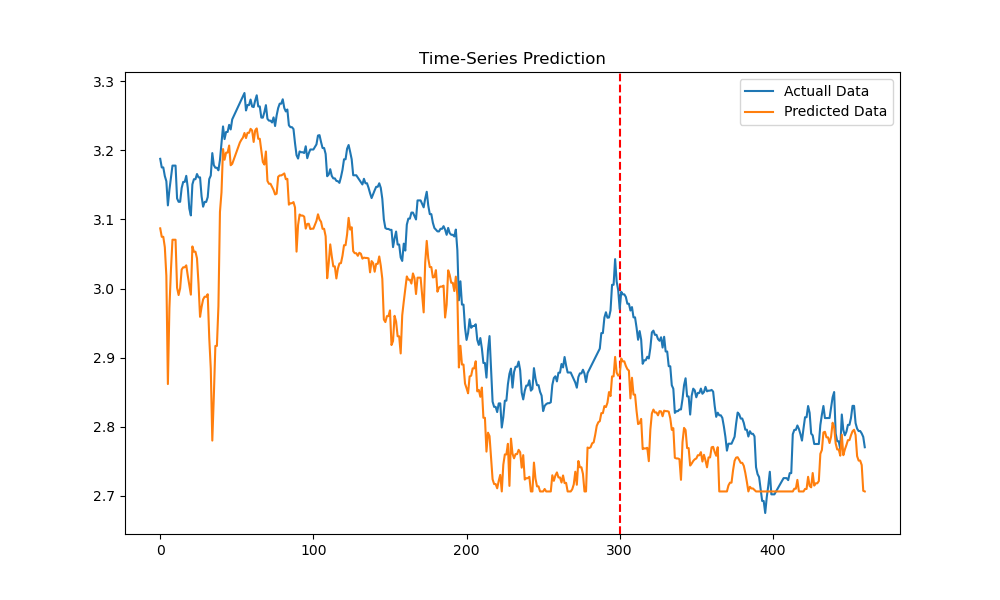 Time-Series Prediction
Actuall Data
Predicted Data
3.3
3.2
3.1
3.0
2.9
2.8
2.7
0 100 200 300 400